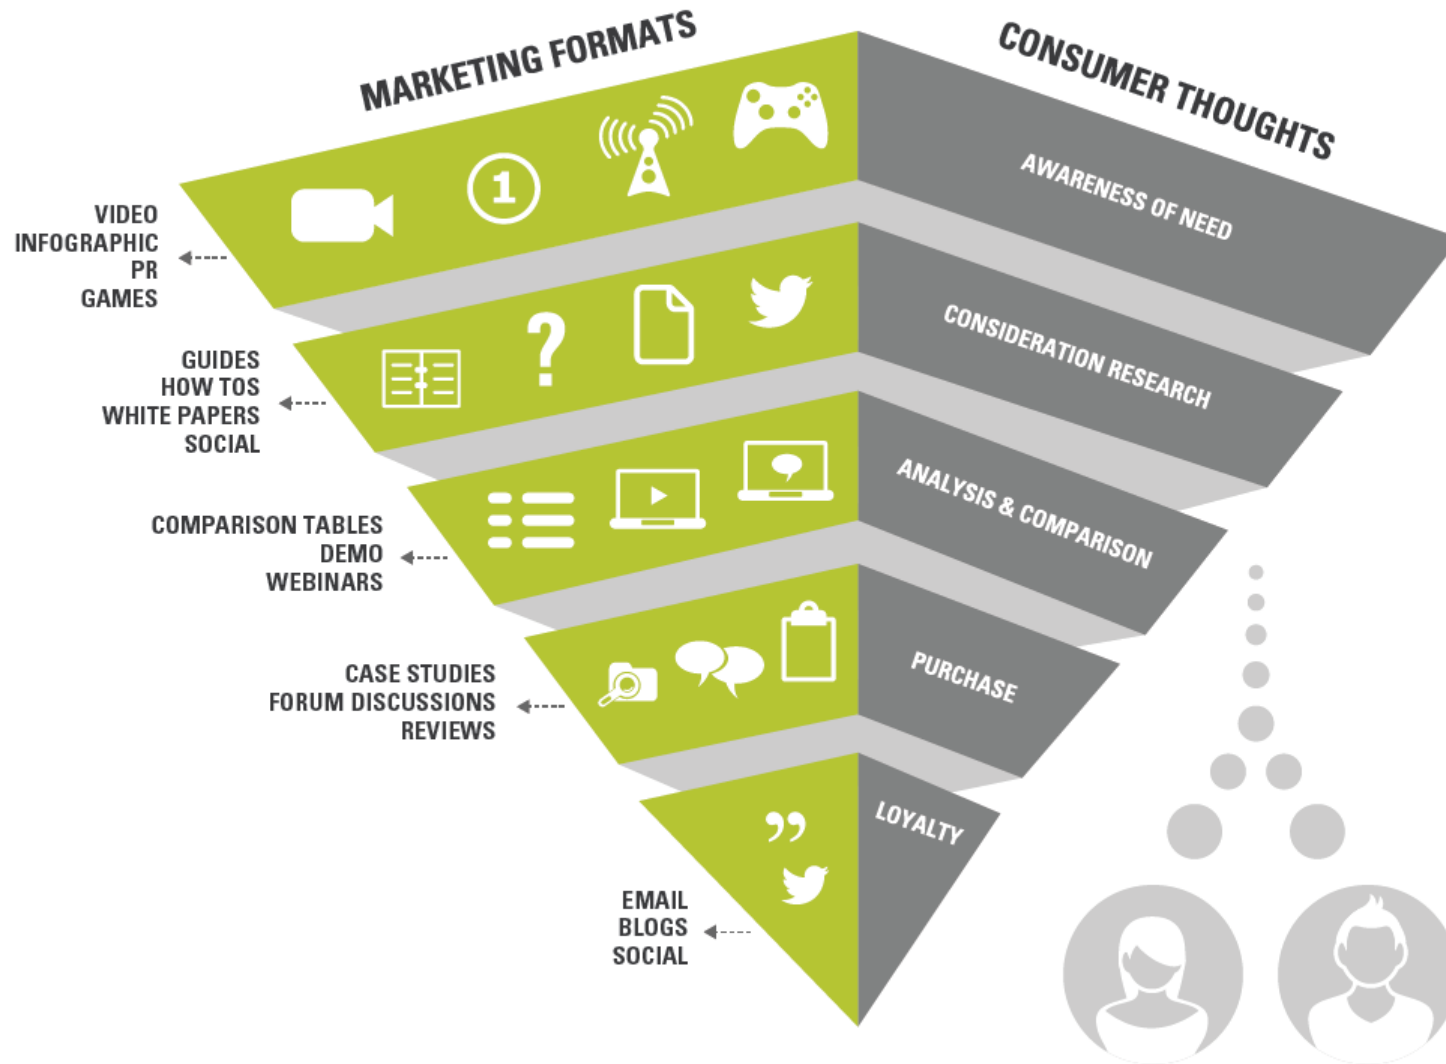 MARKETING FORMATS
CONSUMER THOUGHTS
VIDEO
INFOGRAPHIC
PR
GAMES
1
AWARENESS OF NEED
GUIDES
HOW TOS
WHITE PAPERS
SOCIAL
?
CONSIDERATION RESEARCH
COMPARISON TABLES
DEMO
WEBINARS
ANALYSIS & COMPARISON
CASE STUDIES
FORUM DISCUSSIONS
REVIEWS
PURCHASE
EMAIL
BLOGS
SOCIAL
”
LOYALTY